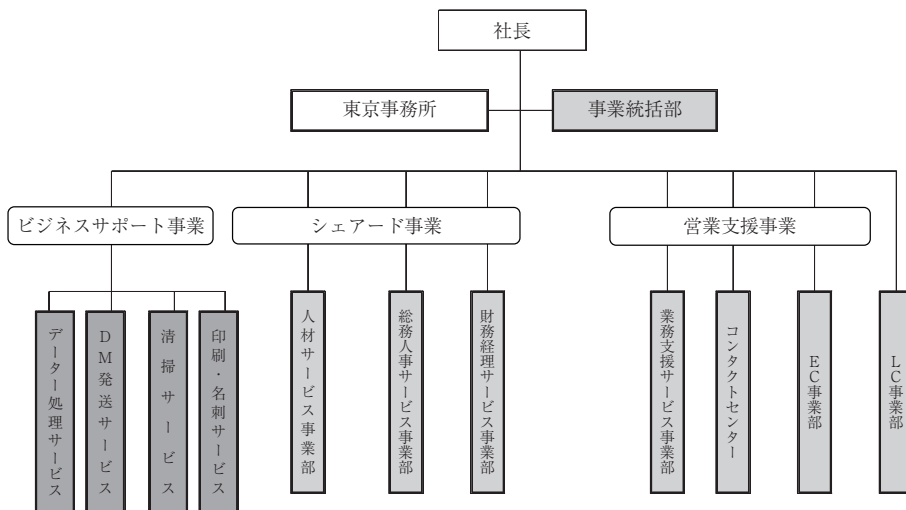 社長
東京事務所
事業統括部
ビジネスサポート事業
シェアード事業
営業支援事業
データー処理サービス
DM発送サービス
清掃サービス
印刷・名刺サービス
人材サービス事業部
総務人事サービス事業部
財務経理サービス事業部
業務支援サービス事業部
コンタクトセンター
EC事業部
LC事業部